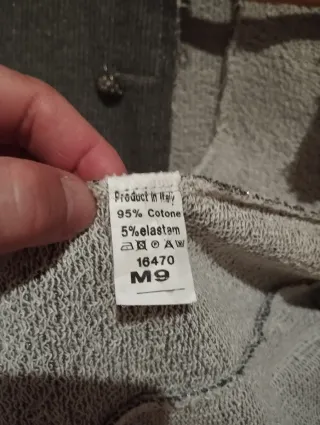 Product in Italy
95% Cotone
5%elastam
16470
M9